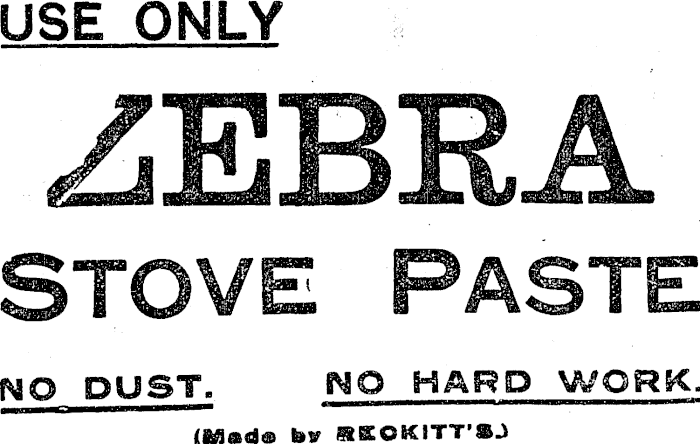 USE ONLY
ZEBRA
STOVE PASTE
NO DUST. NO HARD WORK.
(Made by RECKITT'S.)